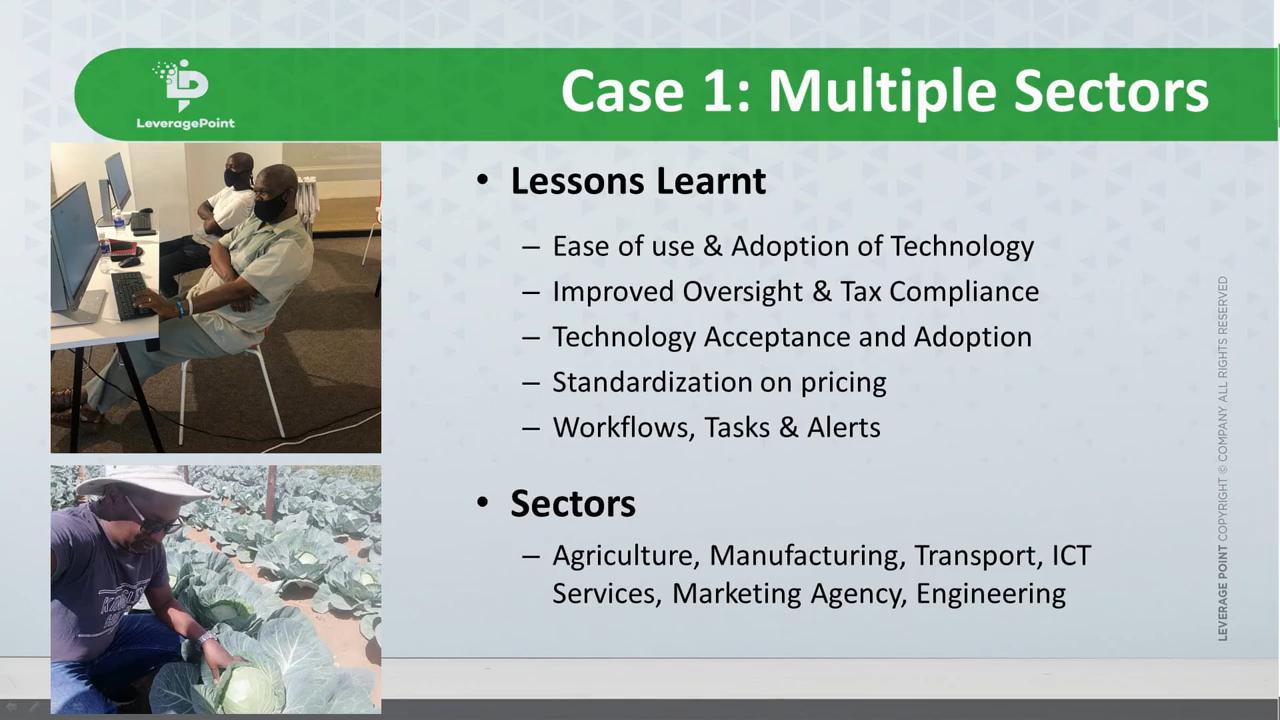 LeveragePoint
Case 1: Multiple Sectors
• Lessons Learnt
– Ease of use & Adoption of Technology
– Improved Oversight & Tax Compliance
– Technology Acceptance and Adoption
– Standardization on pricing
– Workflows, Tasks & Alerts
• Sectors
– Agriculture, Manufacturing, Transport, ICT
Services, Marketing Agency, Engineering
LEVERAGE POINT COPYRIGHT © COMPANY ALL RIGHTS RESERVED